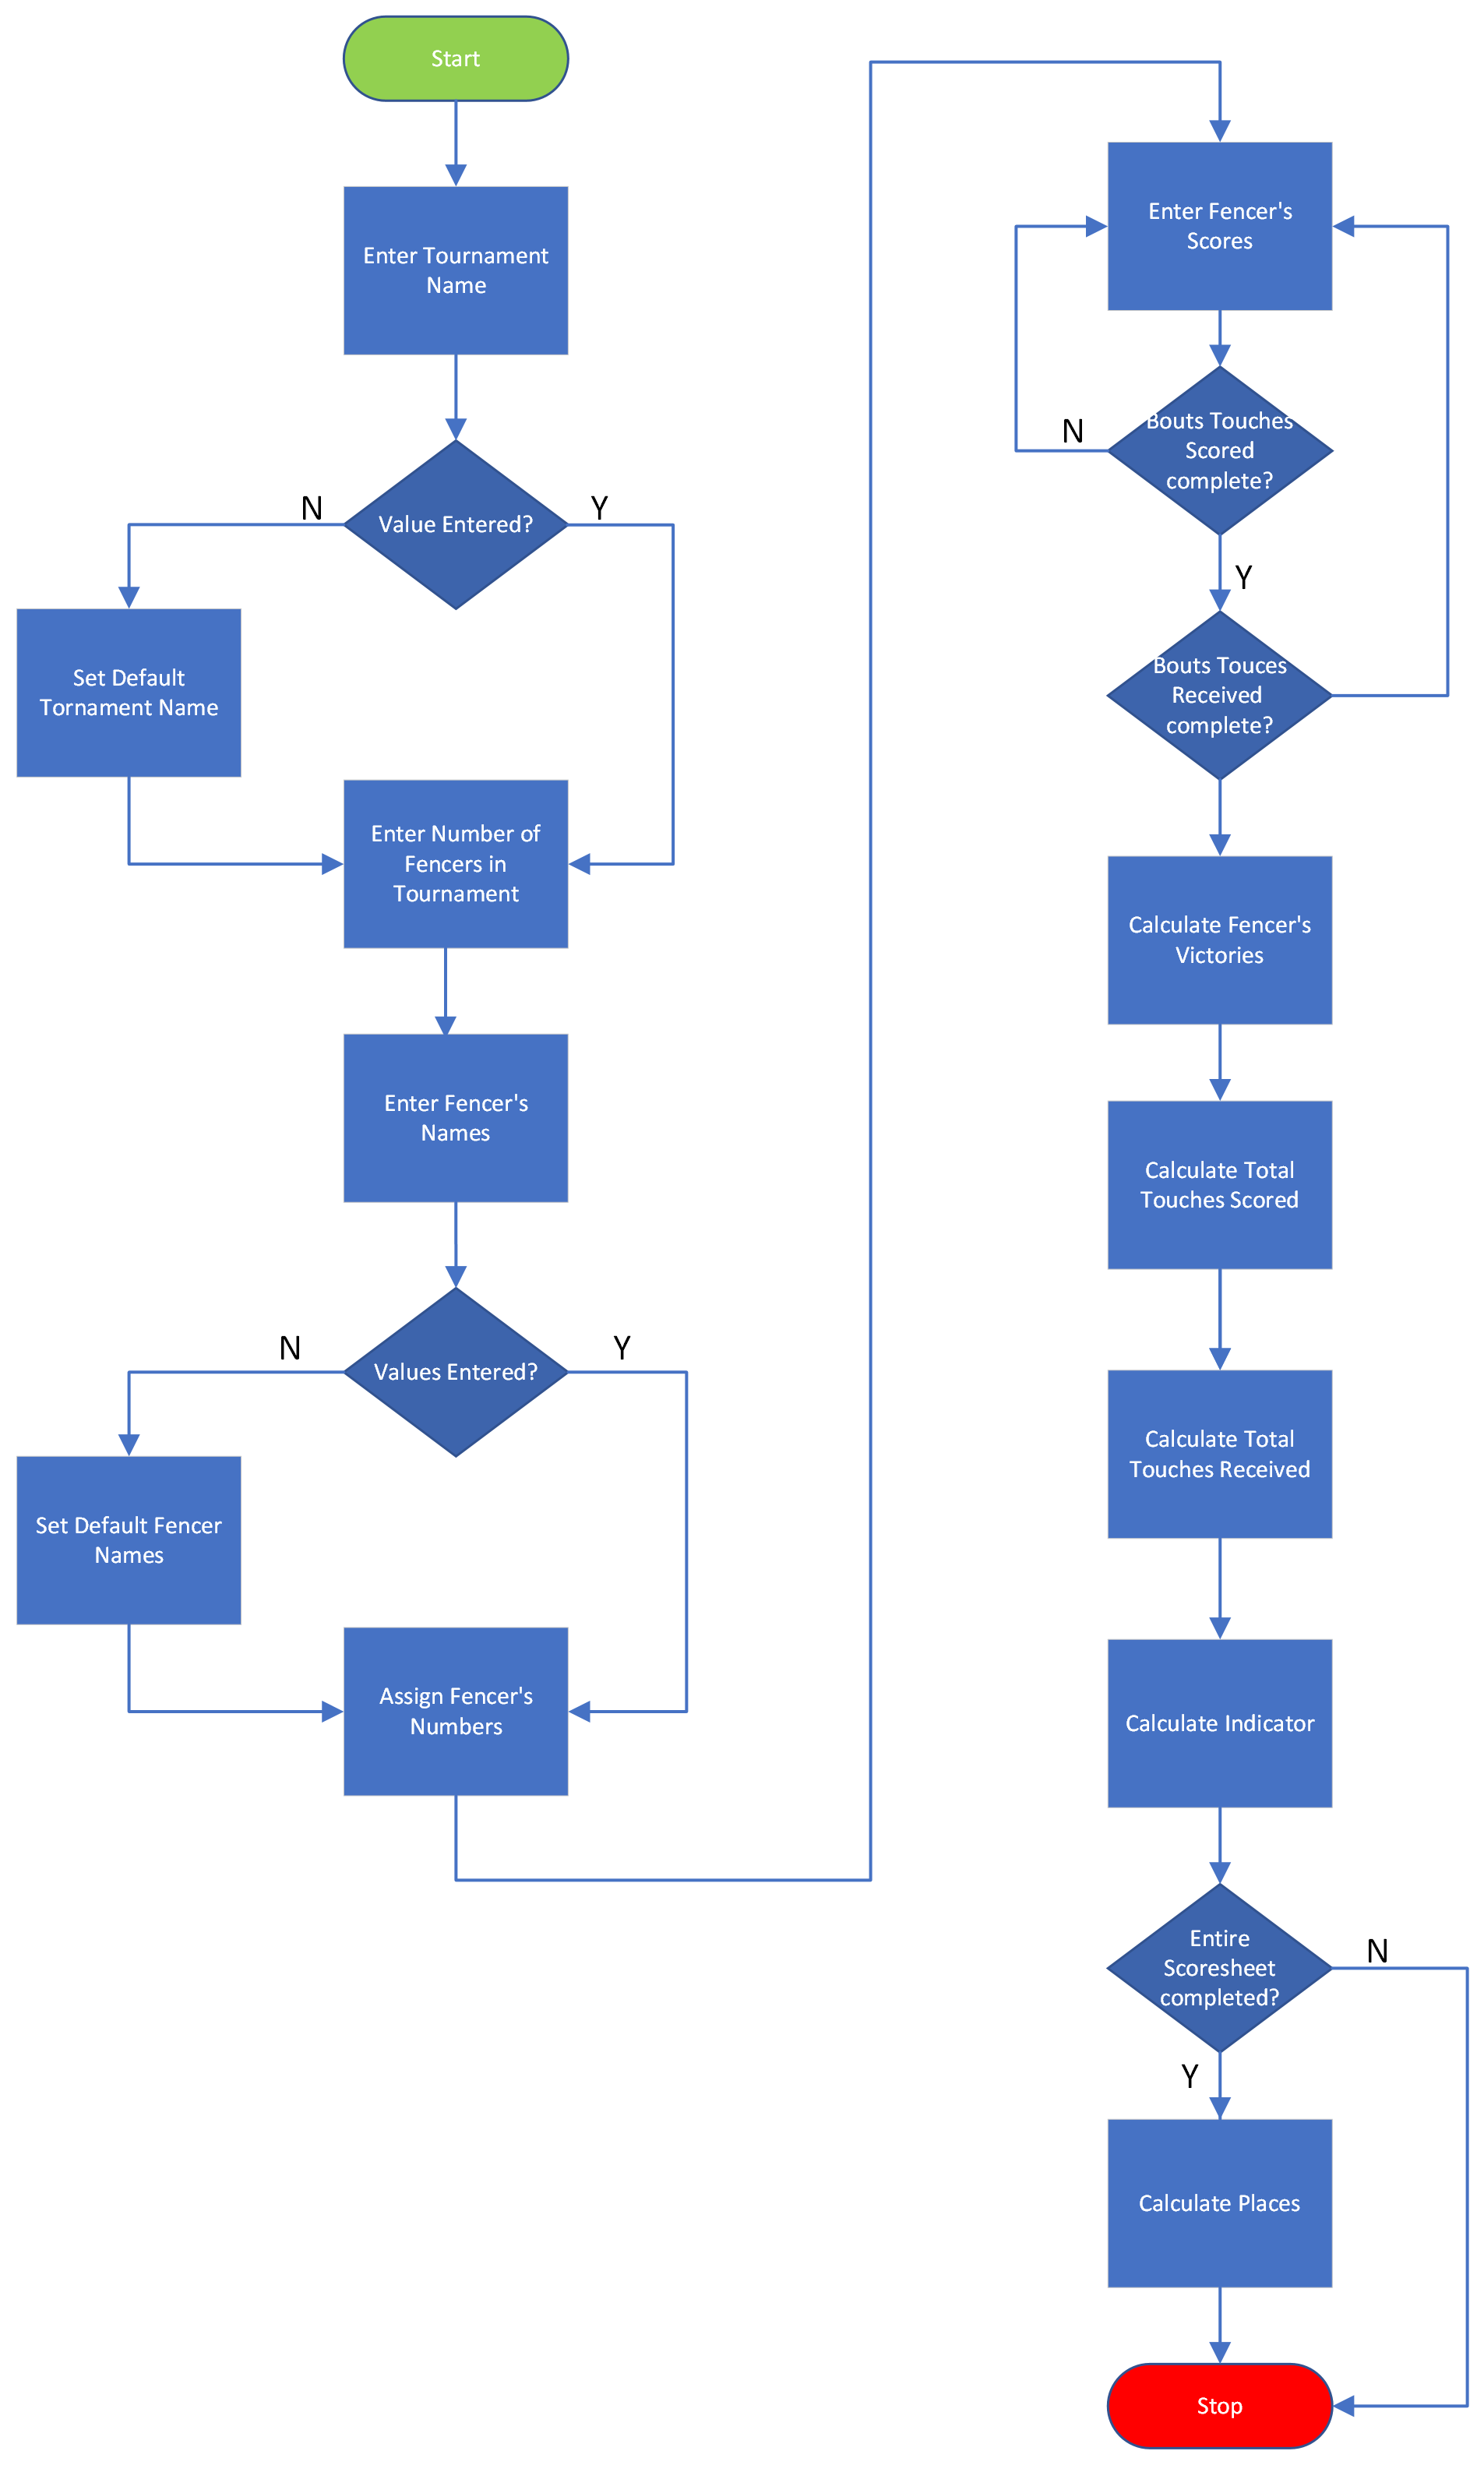 Start
Enter Tournament
Name
Value Entered?
N
Y
Set Default
Tornament Name
Enter Number of
Fencers in
Tournament
Enter Fencer's
Names
Values Entered?
N
Y
Set Default Fencer
Names
Assign Fencer's
Numbers
Enter Fencer's
Scores
Bouts Touches
Scored
complete?
N
Y
Bouts Touces
Received
complete?
Calculate Fencer's
Victories
Calculate Total
Touches Scored
Calculate Total
Touches Received
Calculate Indicator
Entire
Scoresheet
completed?
N
Y
Calculate Places
Stop